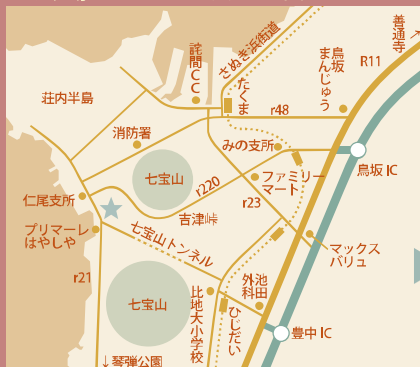 善通寺
さぬき浜街道
詫間CC
鳥坂まんじゅう
R11
たくま
荘内半島
r48
消防署
みの支所
鳥坂 IC
七宝山
r220
ファミリー
マート
仁尾支所
r23
吉津峠
プリマーレ
はやしや
七宝山トンネル
マックス
バリュ
r21
池田
外科
比地大小学校
七宝山
ひじだい
豊中 IC
↓琴弾公園